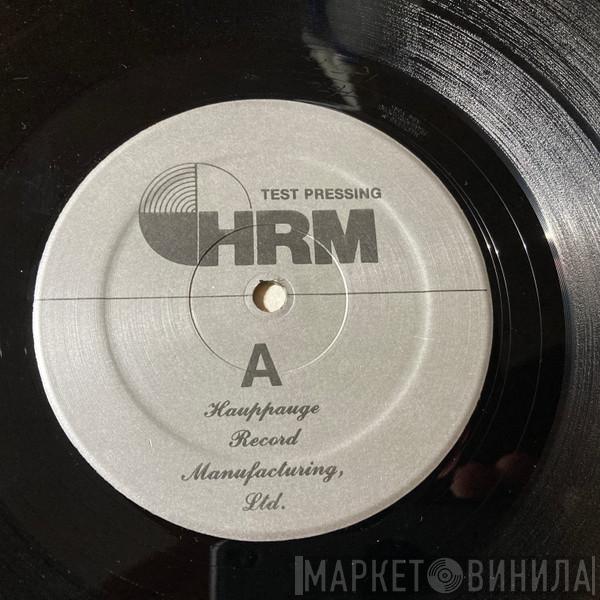 TEST PRESSING
HRM
A
Hauppauge
Record
Manufacturing,
Ltd.
МАРКЕТ ВИНИЛА